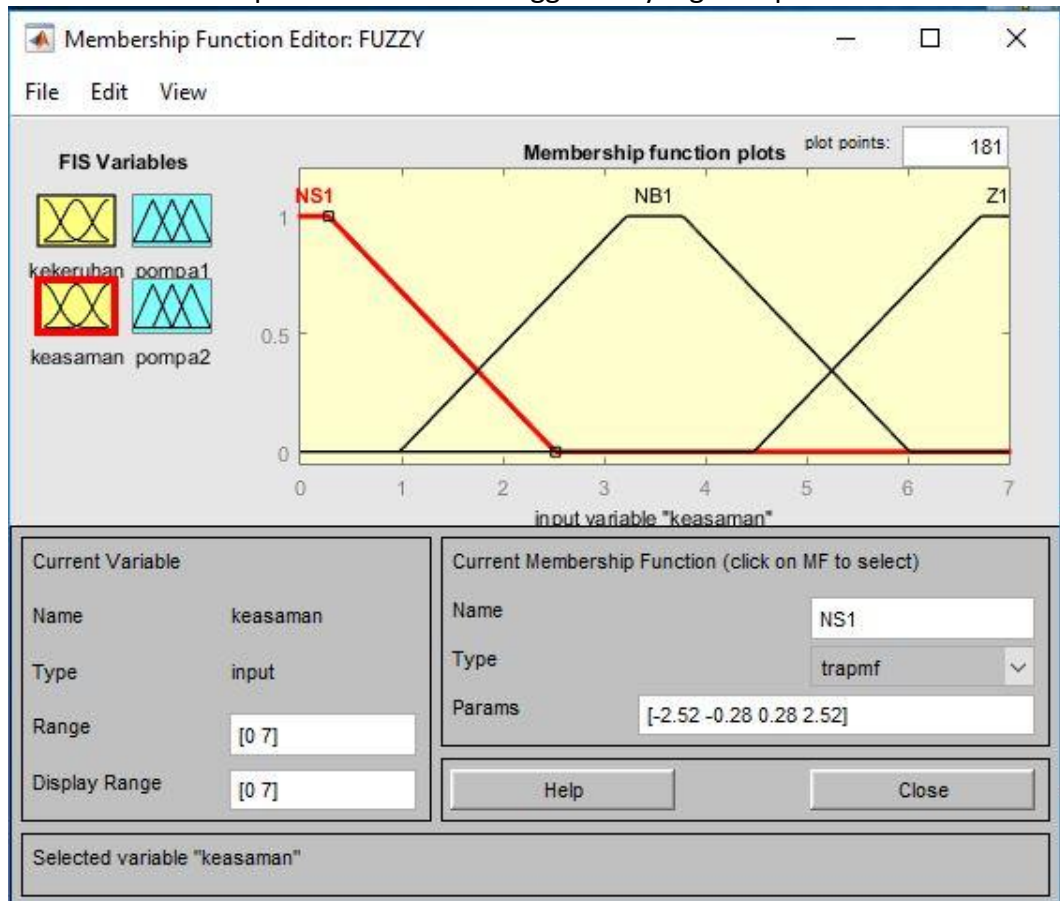 Membership Function Editor: FUZZY
File Edit View
FIS Variables
Membership function plots
plot points:
181
NS1
NB1
Z1
kekeruhan pompa1
keasaman pompa2
1
0.5
0
0 1 2 3 4 5 6 7
input variable "keasaman"
Current Variable
Name keasaman
Type input
Range [0 7]
Display Range [0 7]
Current Membership Function (click on MF to select)
Name NS1
Type trapmf
Params [-2.52 -0.28 0.28 2.52]
Help Close
Selected variable "keasaman"